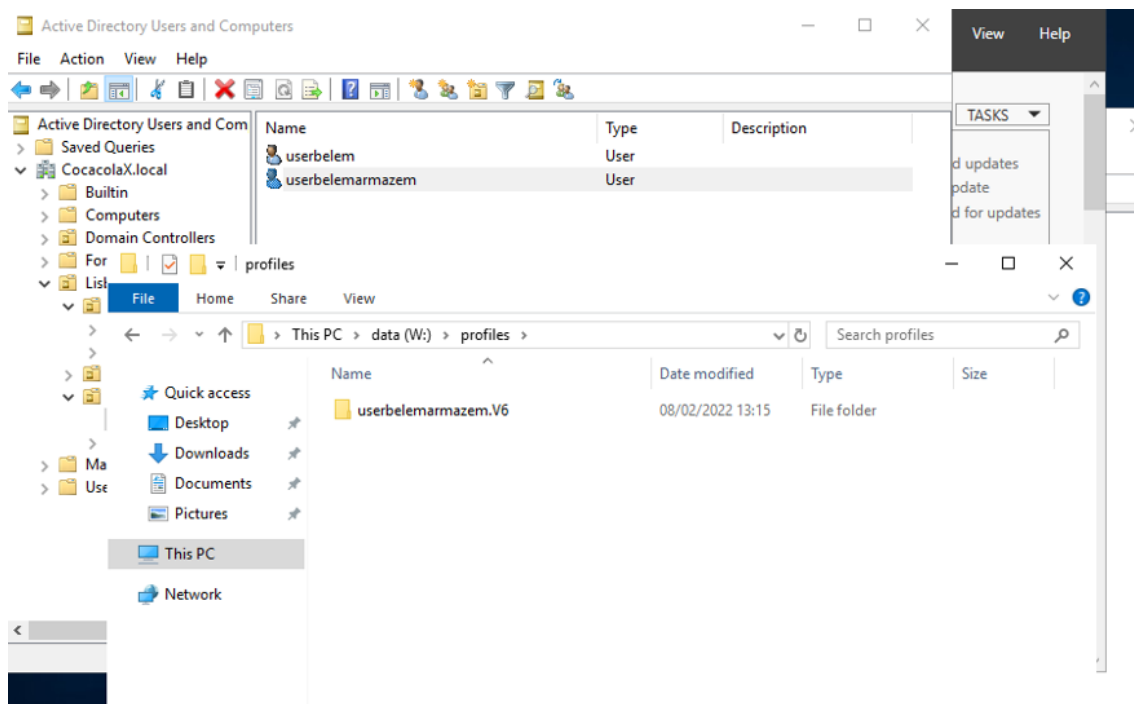 Active Directory Users and Computers
File Action View Help
View Help
TASKS
Active Directory Users and Com
Saved Queries
CocacolaX.local
Builtin
Computers
Domain Controllers
For
List
Ma
Use
Name Type Description
userbelem User
userbelemarmazem User
d updates
pdate
d for updates
profiles
File Home Share View
This PC > data (W:) > profiles >
Search profiles
Quick access
Desktop
Downloads
Documents
Pictures
This PC
Network
Name Date modified Type Size
userbelemarmazem.V6 08/02/2022 13:15 File folder